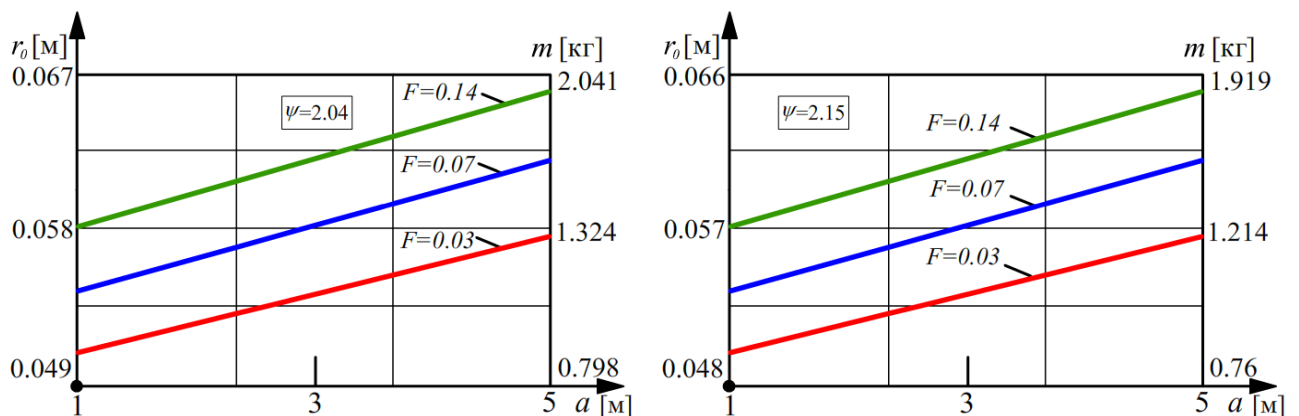 r₀ [м]
m [кг]
0.067
2.041
F=0.14
ψ=2.04
F=0.07
0.058
1.324
F=0.03
0.049
0.798
1
3
5
a [м]
r₀ [м]
m [кг]
0.066
1.919
ψ=2.15
F=0.14
F=0.07
0.057
1.214
F=0.03
0.048
0.76
1
3
5
a [м]